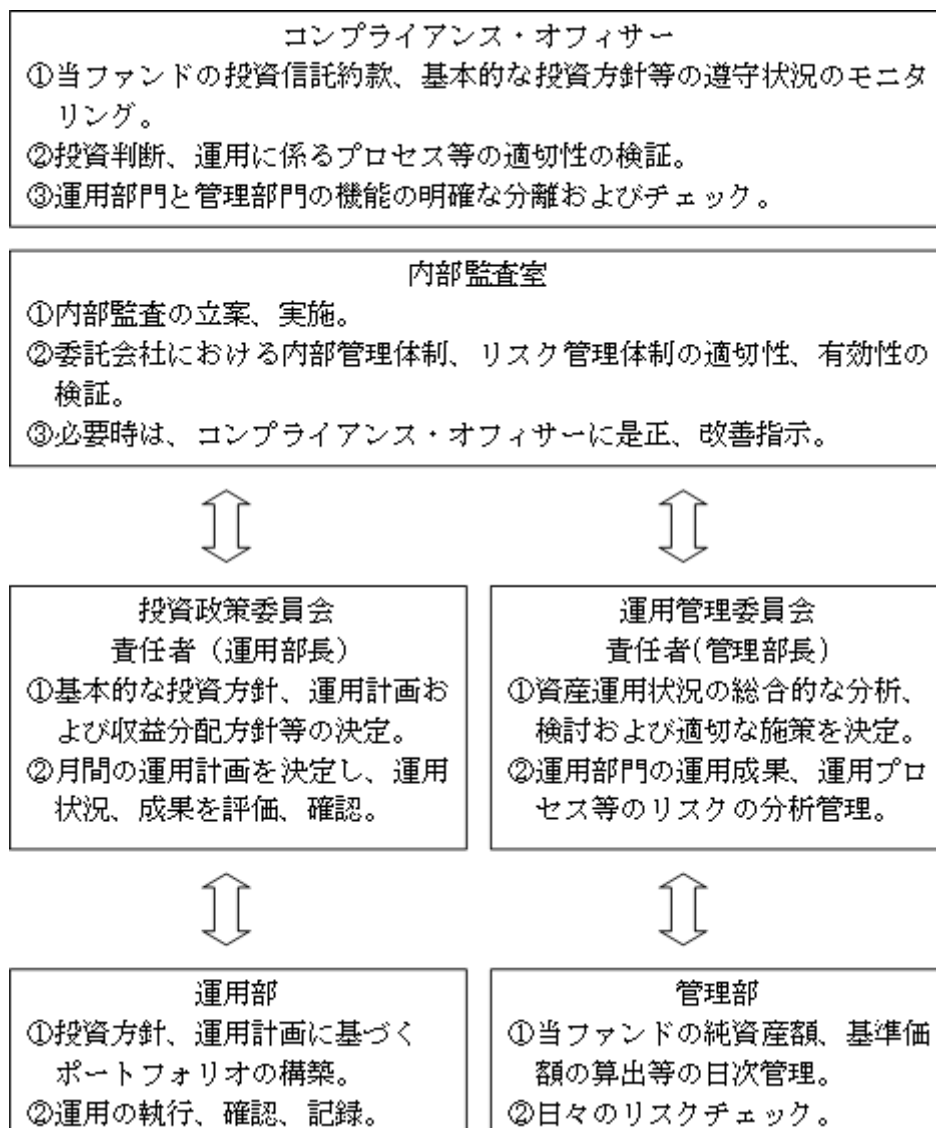 コンプライアンス・オフィサー
①当ファンドの投資信託約款、基本的な投資方針等の遵守状況のモニタ
リング。
②投資判断、運用に係るプロセス等の適切性の検証。
③運用部門と管理部門の機能の明確な分離およびチェック。
内部監査室
①内部監査の立案、実施。
②委託会社における内部管理体制、リスク管理体制の適切性、有効性の
検証。
③必要時は、コンプライアンス・オフィサーに是正、改善指示。
投資政策委員会
責任者（運用部長）
①基本的な投資方針、運用計画お
よび収益分配方針等の決定。
②月間の運用計画を決定し、運用
状況、成果を評価、確認。
運用管理委員会
責任者(管理部長)
①資産運用状況の総合的な分析、
検討および適切な施策を決定。
②運用部門の運用成果、運用プロ
セス等のリスクの分析管理。
運用部
①投資方針、運用計画に基づく
ポートフォリオの構築。
②運用の執行、確認、記録。
管理部
①当ファンドの純資産額、基準価
額の算出等の日次管理。
②日々のリスクチェック。